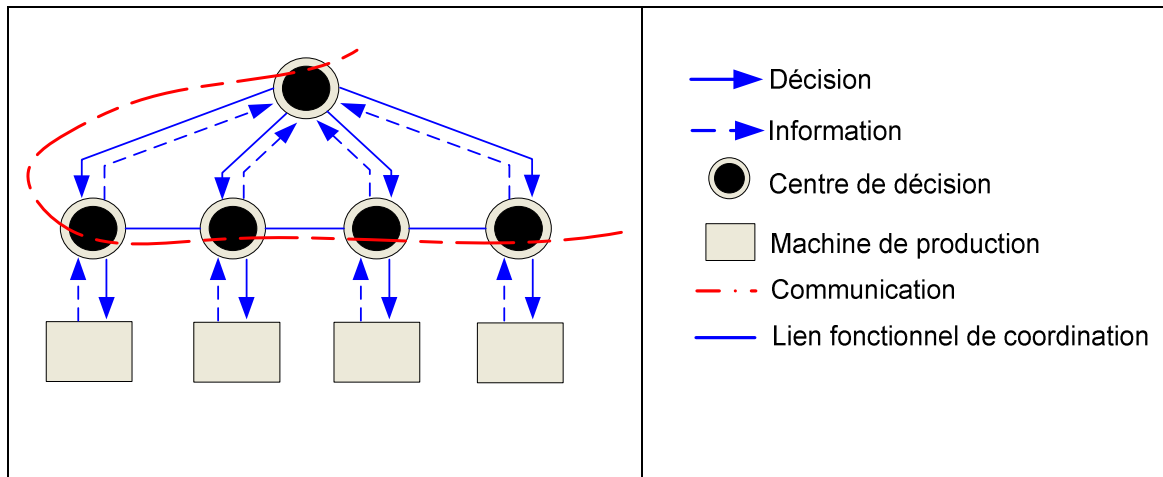 Décision
Information
Centre de décision
Machine de production
Communication
Lien fonctionnel de coordination